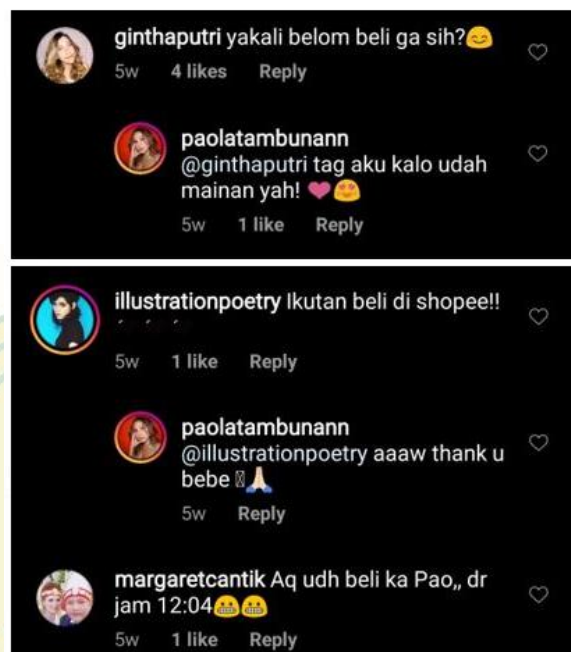 ginthaputri yakali belom beli ga sih?😊
5w 4 likes Reply
paolatambunann
@ginthaputri tag aku kalo udah
mainan yah! ❤😍
5w 1 like Reply
illustrationpoetry Ikutan beli di shopee!!
5w 1 like Reply
paolatambunann
@illustrationpoetry aaaw thank u
bebe 🙏🏻
5w Reply
margaretcantik Aq udh beli ka Pao,, dr
jam 12:04😬😬
5w 1 like Reply